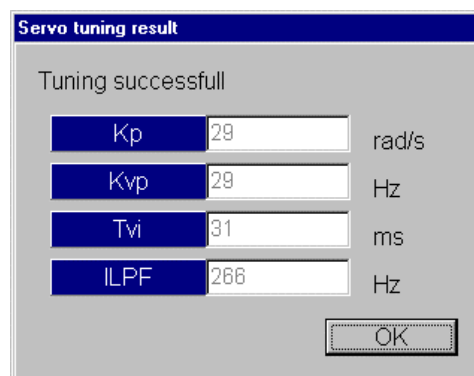 Servo tuning result
Tuning successfull
Kp 29 rad/s
Kvp 29 Hz
Tvi 31 ms
ILPF 266 Hz
OK